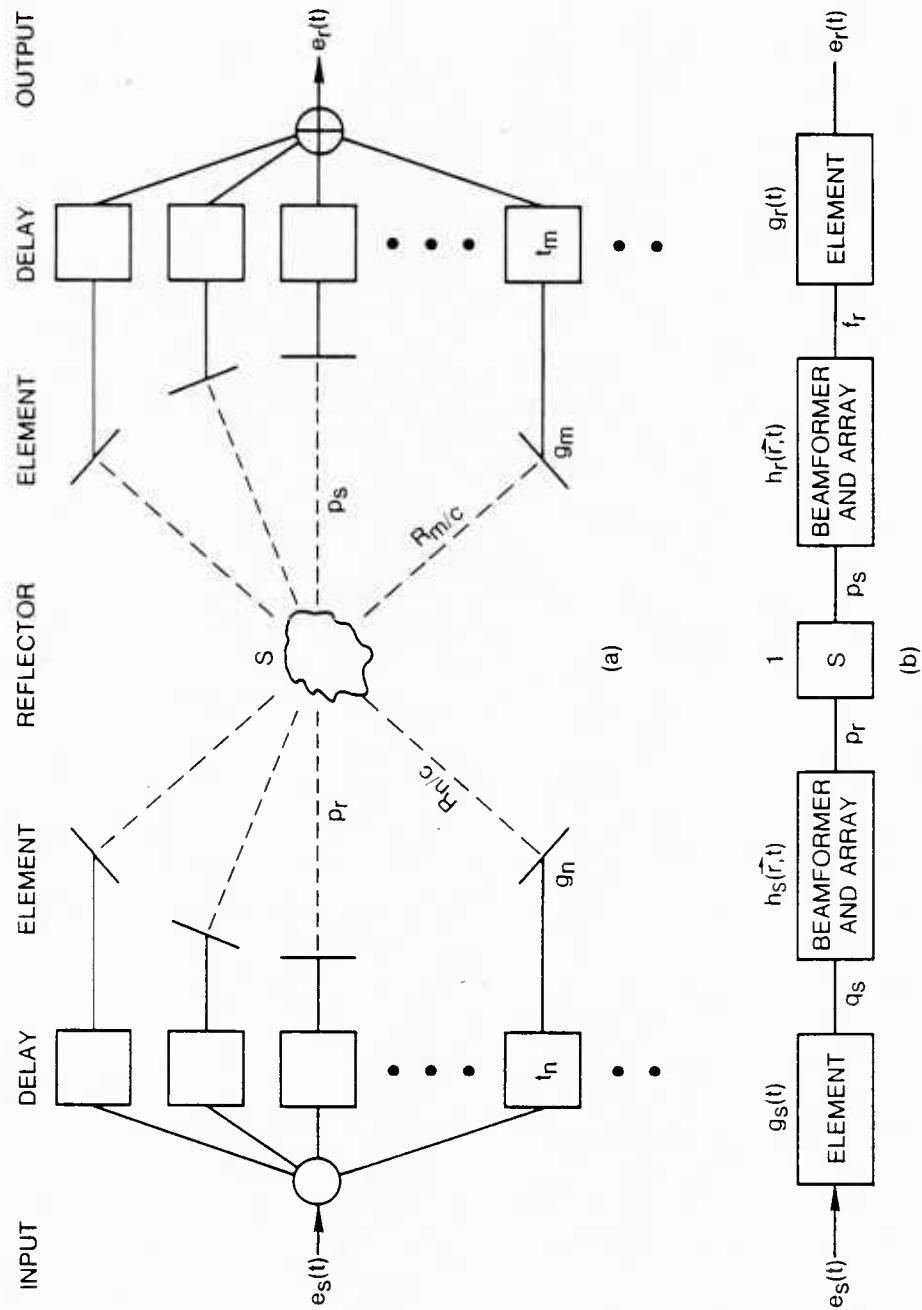 INPUT DELAY ELEMENT REFLECTOR ELEMENT DELAY OUTPUT
e_s(t)
t_n
g_n
p_r
R_n/c
S
p_s
R_m/c
g_m
t_m
e_r(t)
(a)
g_s(t) h_s(r⃗,t) 1 h_r(r⃗,t) g_r(t)
e_s(t) ELEMENT q_s BEAMFORMER AND ARRAY p_r S p_s BEAMFORMER AND ARRAY f_r ELEMENT e_r(t)
(b)